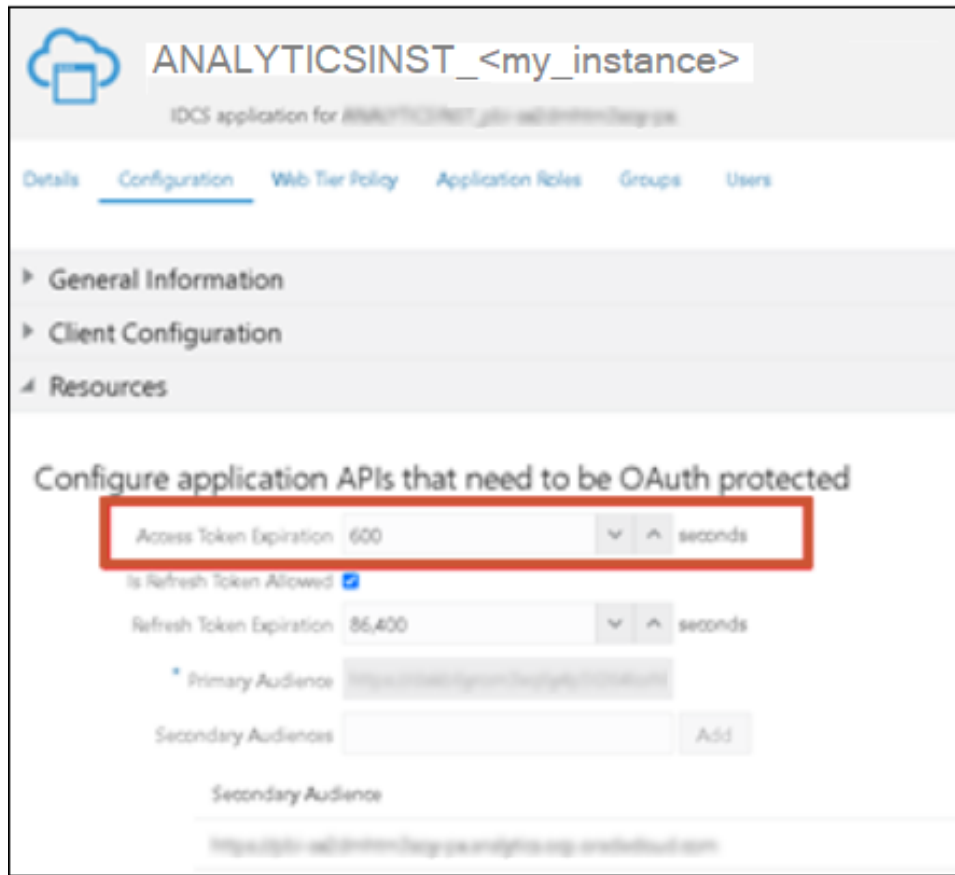 ANALYTICSINST_<my_instance>
IDCS application for
Details Configuration Web Tier Policy Application Roles Groups Users
General Information
Client Configuration
Resources
Configure application APIs that need to be OAuth protected
Access Token Expiration 600 seconds
Is Refresh Token Allowed
Refresh Token Expiration 86,400 seconds
* Primary Audience
Secondary Audiences Add
Secondary Audience